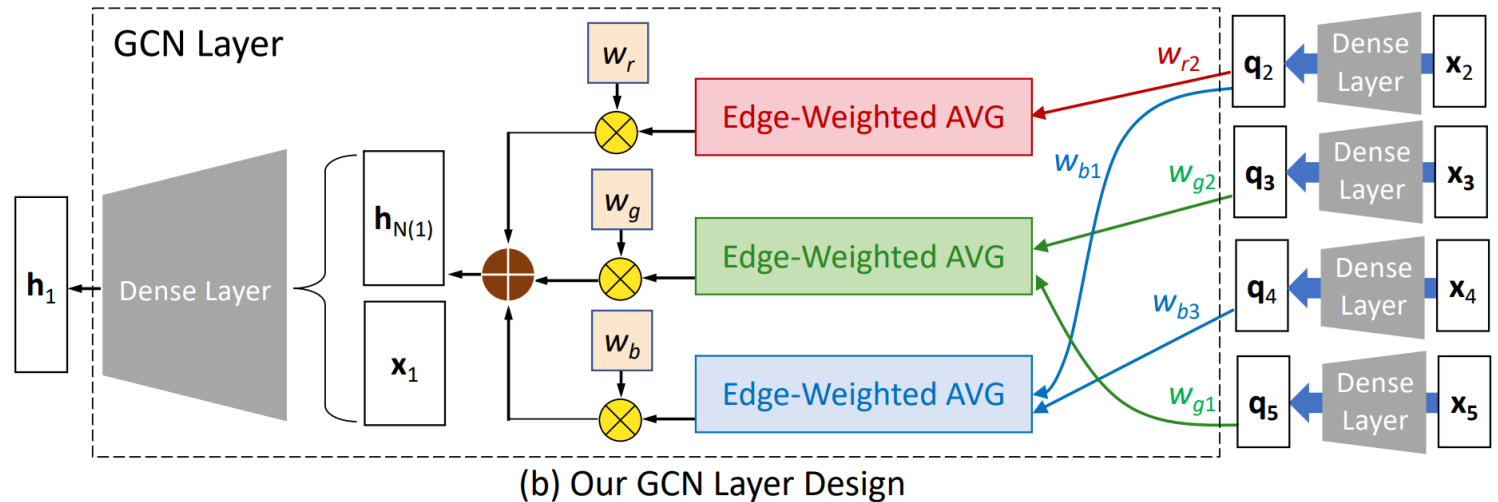 GCN Layer
w_r
w_g
w_b
Edge-Weighted AVG
Edge-Weighted AVG
Edge-Weighted AVG
w_r2
w_b1
w_g2
w_b3
w_g1
q_2
Dense
Layer
x_2
q_3
Dense
Layer
x_3
q_4
Dense
Layer
x_4
q_5
Dense
Layer
x_5
h_1
Dense Layer
h_N(1)
x_1
(b) Our GCN Layer Design